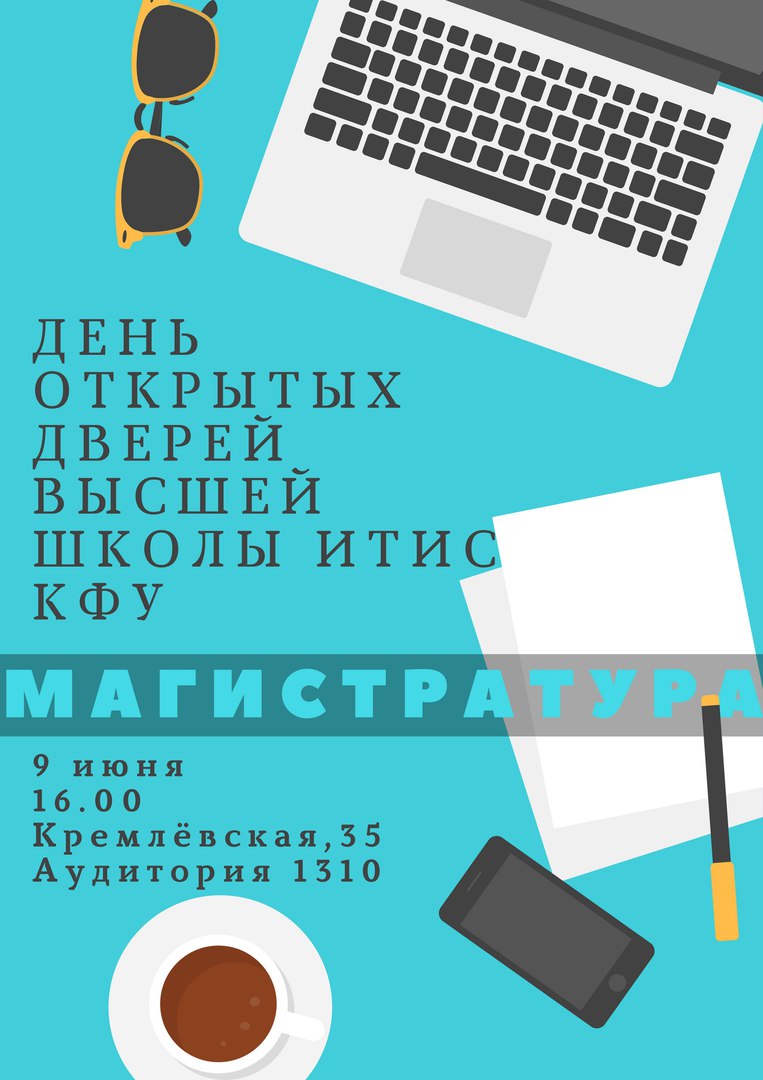 ДЕНЬ
ОТКРЫТЫХ
ДВЕРЕЙ
ВЫСШЕЙ
ШКОЛЫ ИТИС
КФУ
МАГИСТРАТУРА
9 июня
16.00
Кремлёвская,35
Аудитория 1310